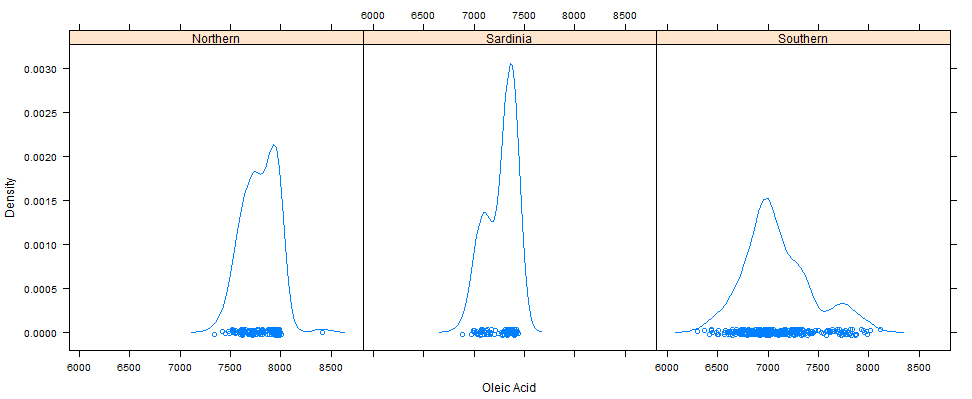 6000 6500 7000 7500 8000 8500
Northern Sardinia Southern
0.0030
0.0025
0.0020
0.0015
0.0010
0.0005
0.0000
Density
6000 6500 7000 7500 8000 8500 6000 6500 7000 7500 8000 8500
Oleic Acid